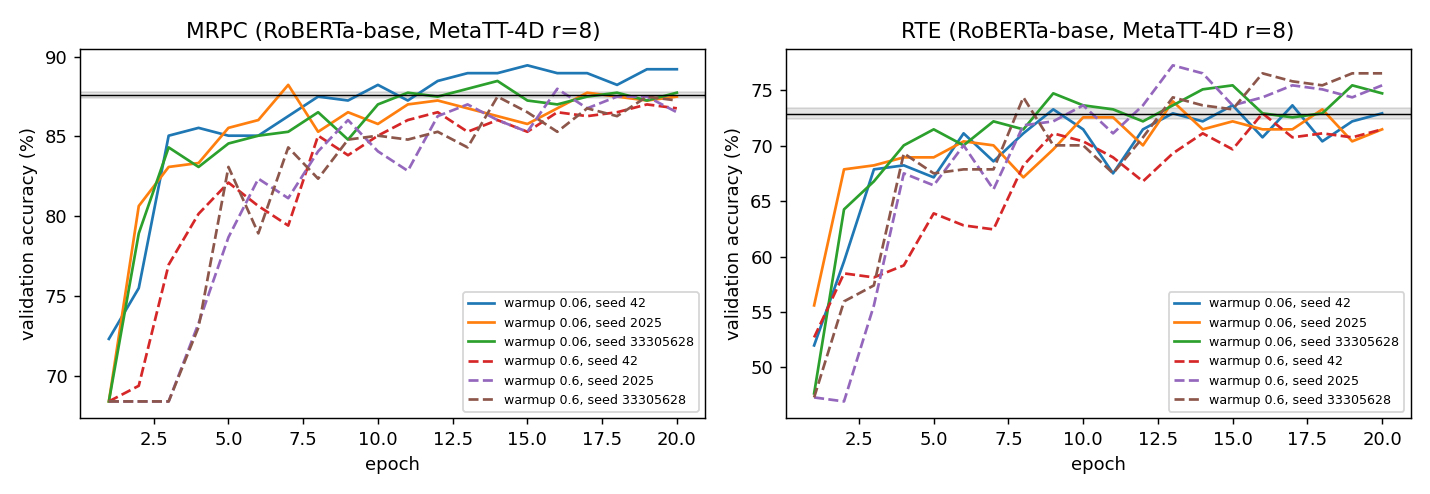 MRPC (RoBERTa-base, MetaTT-4D r=8)
validation accuracy (%)
90
85
80
75
70
2.5 5.0 7.5 10.0 12.5 15.0 17.5 20.0
epoch
warmup 0.06, seed 42
warmup 0.06, seed 2025
warmup 0.06, seed 33305628
warmup 0.6, seed 42
warmup 0.6, seed 2025
warmup 0.6, seed 33305628
RTE (RoBERTa-base, MetaTT-4D r=8)
validation accuracy (%)
75
70
65
60
55
50
2.5 5.0 7.5 10.0 12.5 15.0 17.5 20.0
epoch
warmup 0.06, seed 42
warmup 0.06, seed 2025
warmup 0.06, seed 33305628
warmup 0.6, seed 42
warmup 0.6, seed 2025
warmup 0.6, seed 33305628